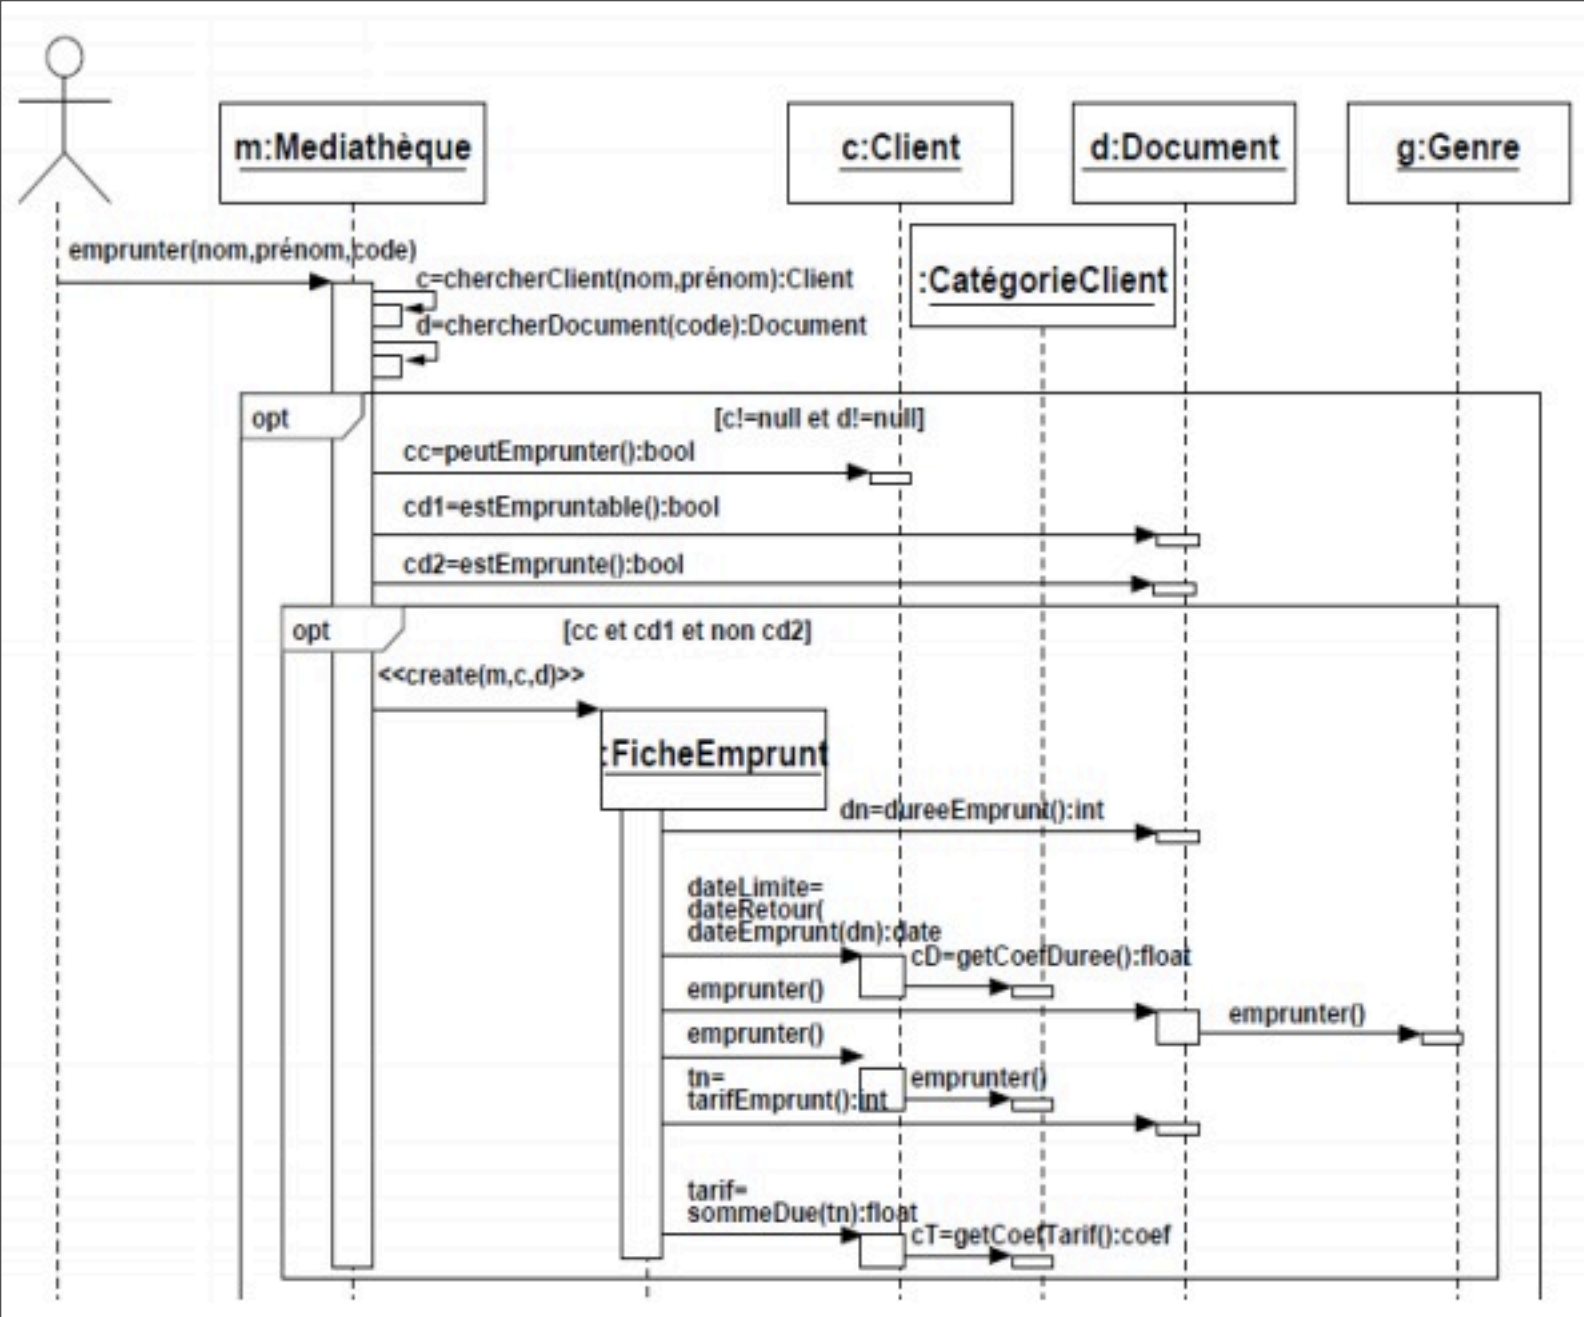 m:Mediathèque
c:Client
d:Document
g:Genre
emprunter(nom,prénom,code)
c=chercherClient(nom,prénom):Client
:CatégorieClient
d=chercherDocument(code):Document
opt
[c!=null et d!=null]
cc=peutEmprunter():bool
cd1=estEmpruntable():bool
cd2=estEmprunte():bool
opt
[cc et cd1 et non cd2]
<<create(m,c,d)>>
:FicheEmprunt
dn=dureeEmprunt():int
dateLimite=
dateRetour(
dateEmprunt(dn):date
cD=getCoefDuree():float
emprunter()
emprunter()
emprunter()
tn=
tarifEmprunt():int
emprunter()
tarif=
sommeDue(tn):float
cT=getCoefTarif():coef